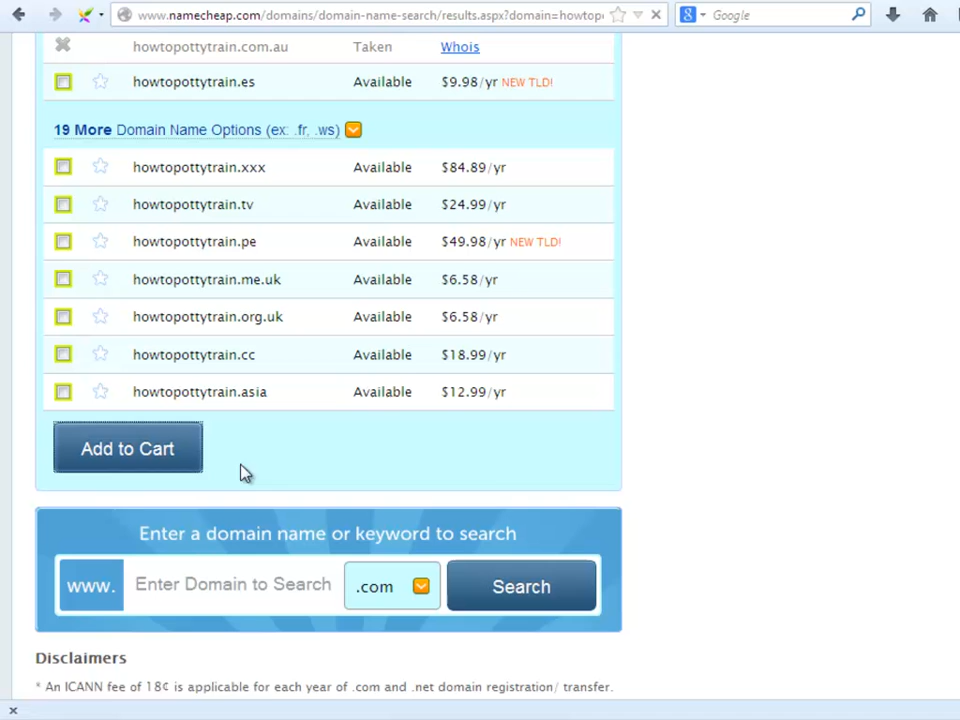 www.namecheap.com/domains/domain-name-search/results.aspx?domain=howtop
Google
howtopottytrain.com.au Taken Whois
howtopottytrain.es Available $9.98/yr NEW TLD!
19 More Domain Name Options (ex: .fr, .ws)
howtopottytrain.xxx Available $84.89/yr
howtopottytrain.tv Available $24.99/yr
howtopottytrain.pe Available $49.98/yr NEW TLD!
howtopottytrain.me.uk Available $6.58/yr
howtopottytrain.org.uk Available $6.58/yr
howtopottytrain.cc Available $18.99/yr
howtopottytrain.asia Available $12.99/yr
Add to Cart
Enter a domain name or keyword to search
www. Enter Domain to Search .com Search
Disclaimers
* An ICANN fee of 18¢ is applicable for each year of .com and .net domain registration/ transfer.